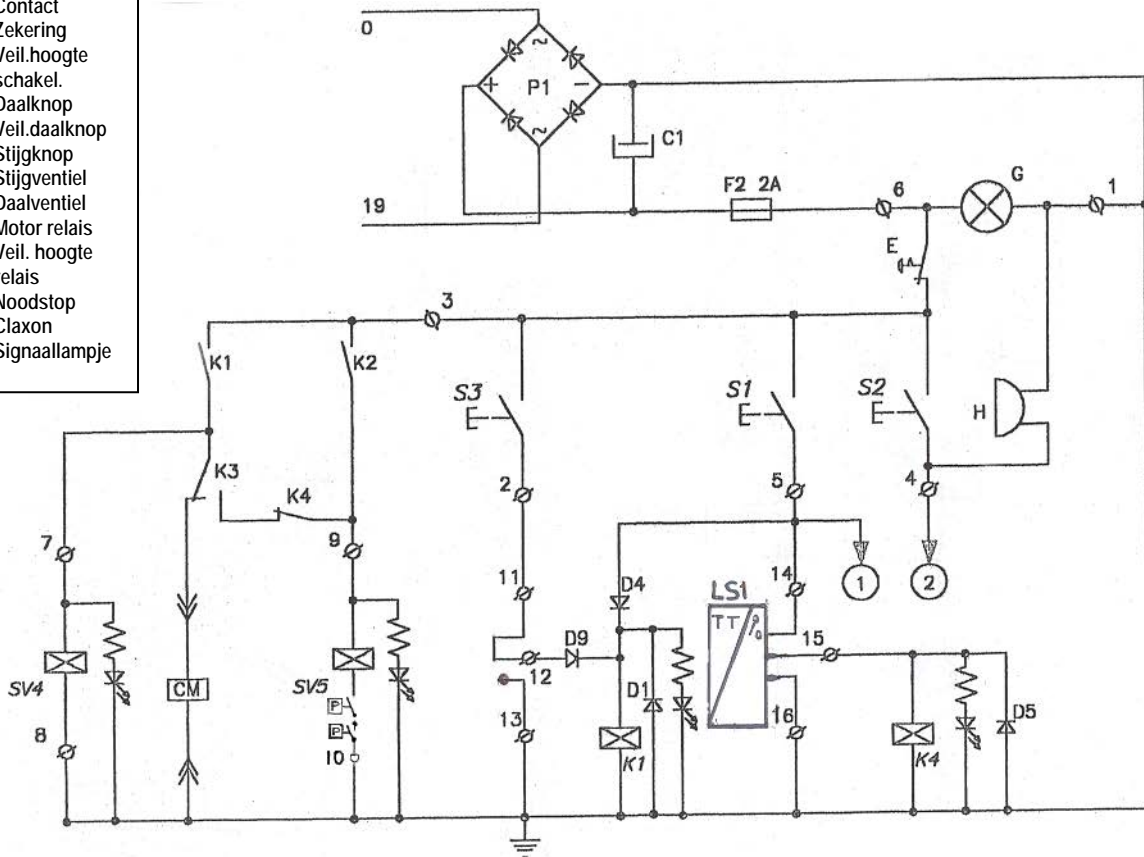 Contact
Zekering
Veil.hoogte
schakel.
Daalknop
Veil.daalknop
Stijgknop
Stijgventiel
Daalventiel
Motor relais
Veil. hoogte
relais
Noodstop
Claxon
Signaallampje
0
P1
~
+
-
~
C1
19
F2 2A
6
G
1
E
3
K1
K2
S3
S1
S2
H
K3
K4
2
5
4
7
9
11
D4
14
LS1
1
2
TT
15
SV4
CM
SV5
D9
12
D1
P
P
8
10
13
K1
16
K4
D5